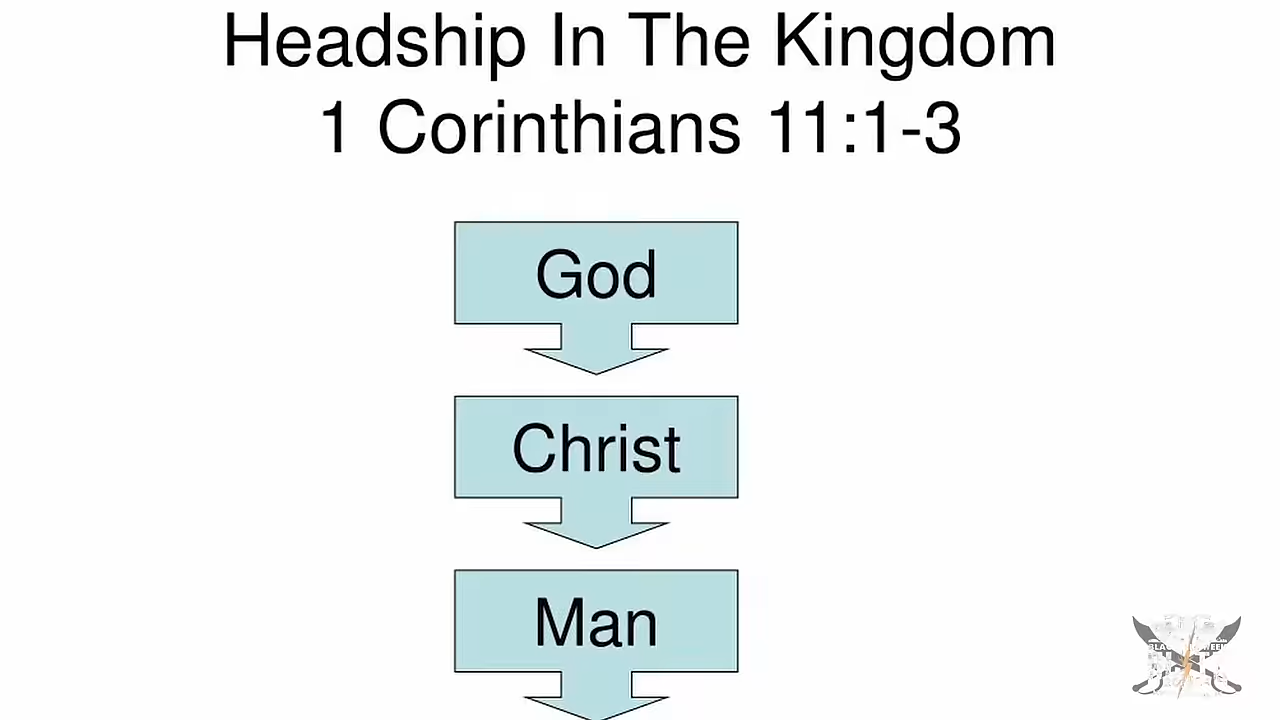 Headship In The Kingdom
1 Corinthians 11:1-3
God
Christ
Man